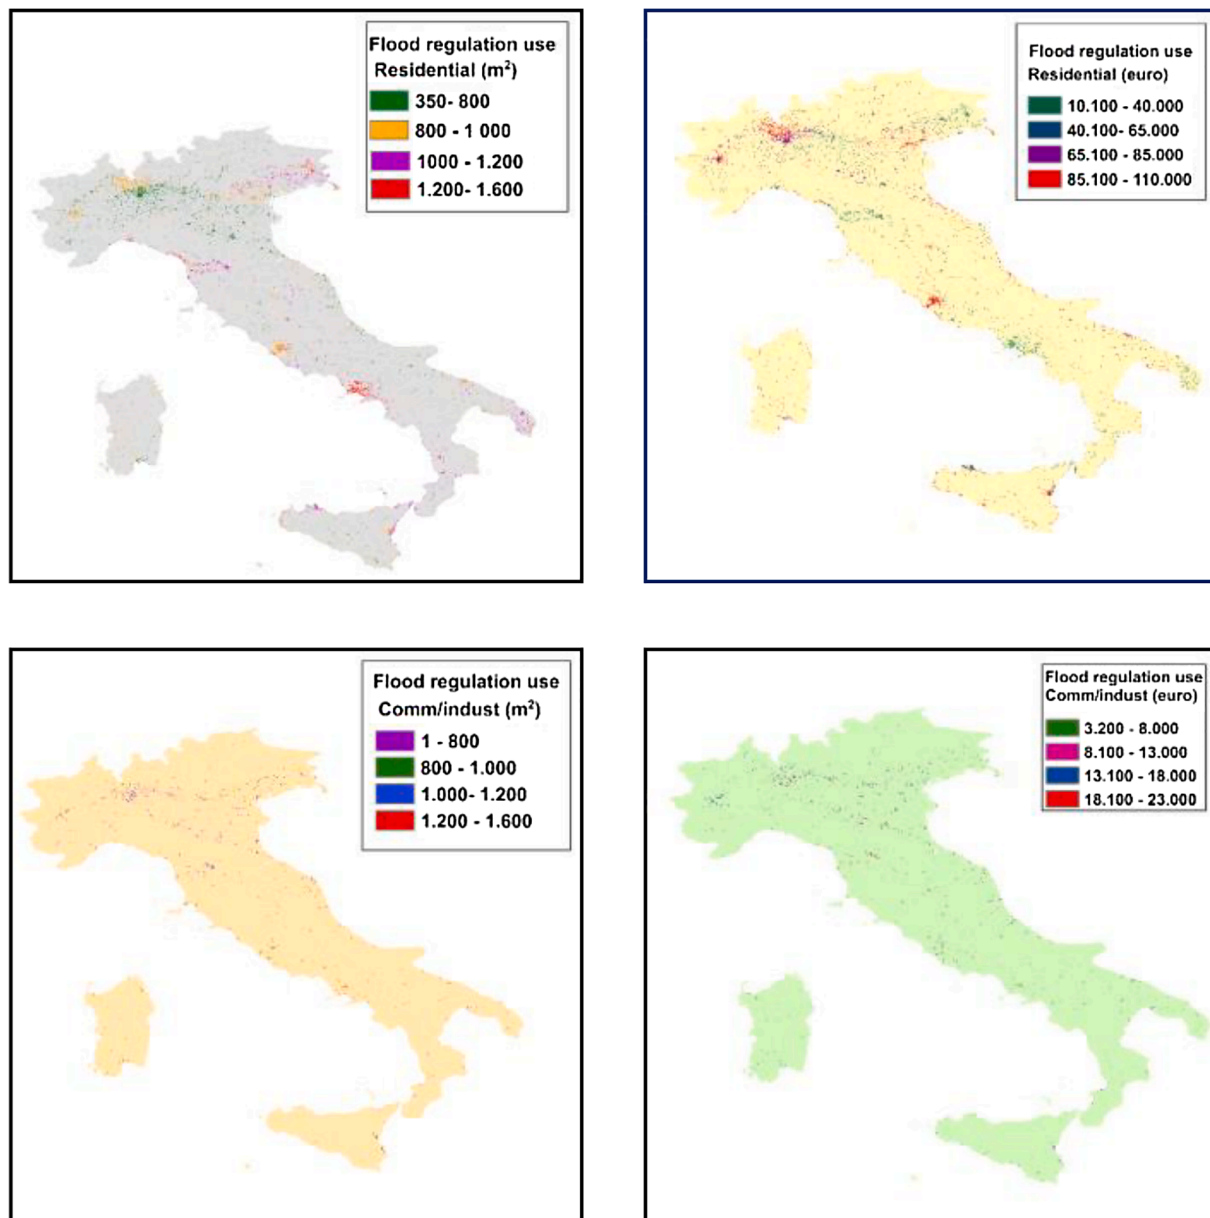 Flood regulation use
Residential (m²)
350- 800
800 - 1 000
1000 - 1.200
1.200- 1.600
Flood regulation use
Residential (euro)
10.100 - 40.000
40.100- 65.000
65.100 - 85.000
85.100 - 110.000
Flood regulation use
Comm/indust (m²)
1 - 800
800 - 1.000
1.000- 1.200
1.200 - 1.600
Flood regulation use
Comm/indust (euro)
3.200 - 8.000
8.100 - 13.000
13.100 - 18.000
18.100 - 23.000